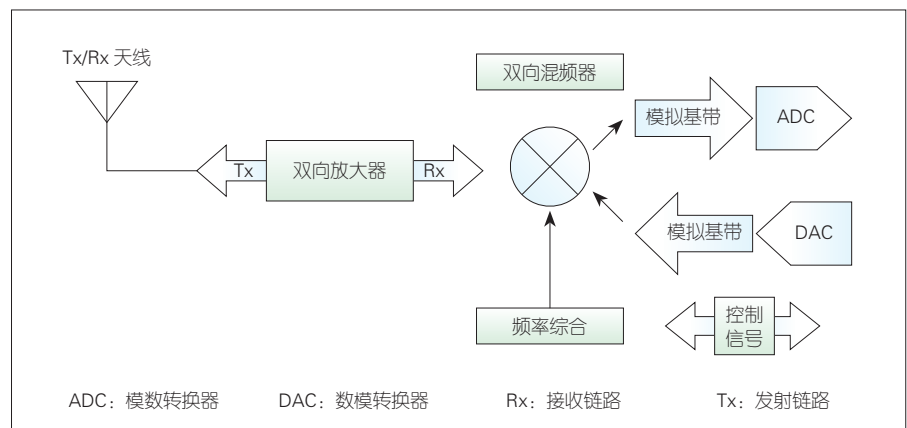 Tx/Rx 天线
双向混频器
模拟基带
ADC
Tx
双向放大器
Rx
模拟基带
DAC
频率综合
控制
信号
ADC：模数转换器
DAC：数模转换器
Rx：接收链路
Tx：发射链路